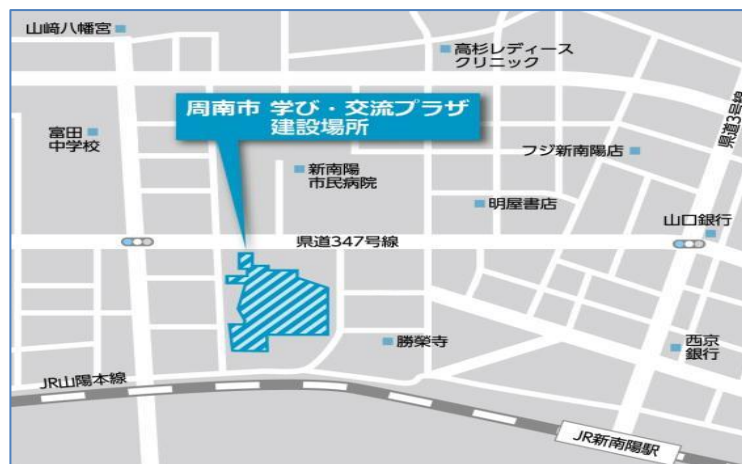 山﨑八幡宮
高杉レディース
クリニック
周南市 学び・交流プラザ
建設場所
県道3号線
富田
中学校
フジ新南陽店
新南陽
市民病院
明屋書店
山口銀行
県道347号線
勝榮寺
西京
銀行
JR山陽本線
JR新南陽駅